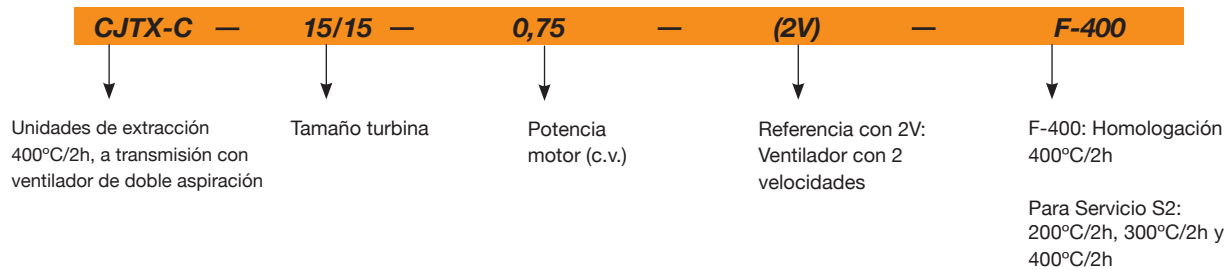 CJTX-C — 15/15 — 0,75 — (2V) — F-400
Unidades de extracción
400ºC/2h, a transmisión con
ventilador de doble aspiración
Tamaño turbina
Potencia
motor (c.v.)
Referencia con 2V:
Ventilador con 2
velocidades
F-400: Homologación
400ºC/2h
Para Servicio S2:
200ºC/2h, 300ºC/2h y
400ºC/2h